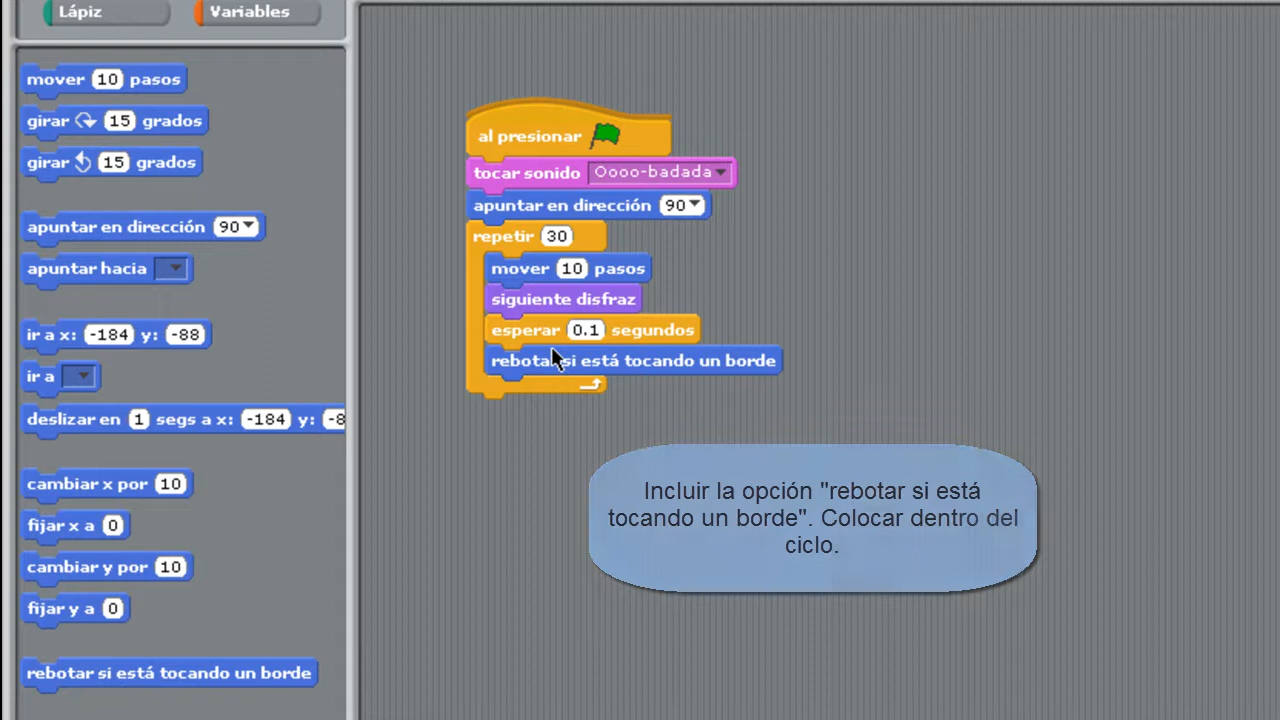 Lápiz
Variables
mover 10 pasos
girar 15 grados
girar 15 grados
apuntar en dirección 90
apuntar hacia
ir a x: -184 y: -88
ir a
deslizar en 1 segs a x: -184 y: -8
cambiar x por 10
fijar x a 0
cambiar y por 10
fijar y a 0
rebotar si está tocando un borde
al presionar
tocar sonido Oooo-badada
apuntar en dirección 90
repetir 30
mover 10 pasos
siguiente disfraz
esperar 0.1 segundos
rebotar si está tocando un borde
Incluir la opción "rebotar si está
tocando un borde". Colocar dentro del
ciclo.